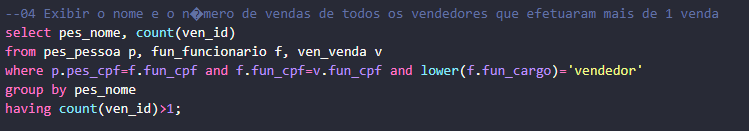 --04 Exibir o nome e o n�mero de vendas de todos os vendedores que efetuaram mais de 1 venda
select pes_nome, count(ven_id)
from pes_pessoa p, fun_funcionario f, ven_venda v
where p.pes_cpf=f.fun_cpf and f.fun_cpf=v.fun_cpf and lower(f.fun_cargo)='vendedor'
group by pes_nome
having count(ven_id)>1;